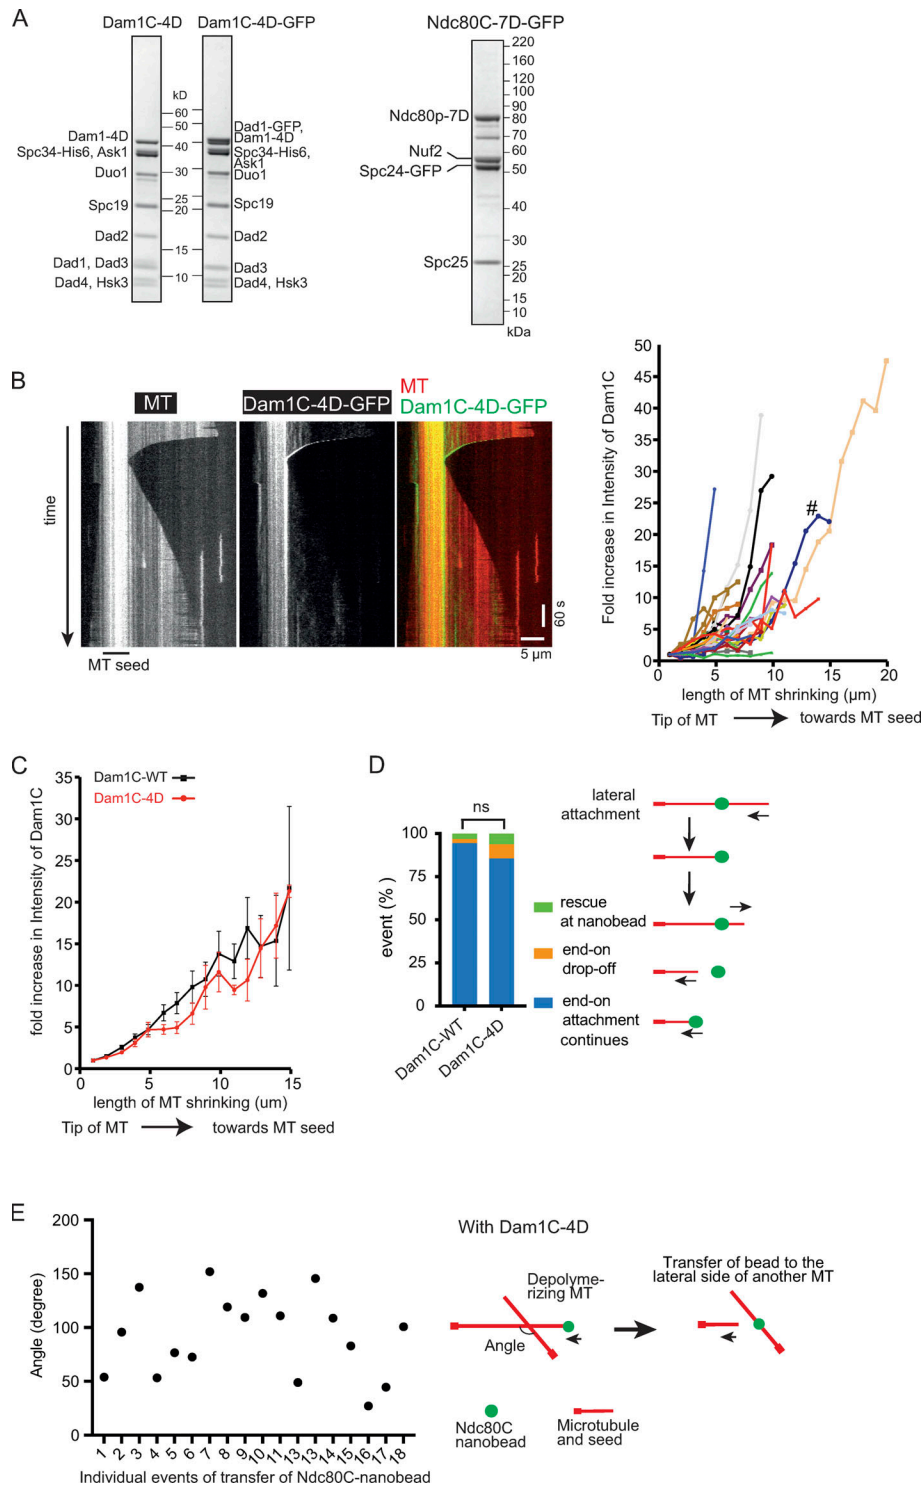 A
Dam1C-4D
Dam1C-4D-GFP
Ndc80C-7D-GFP
kD
60
50
40
30
25
20
15
10
Dam1-4D
Spc34-His6, Ask1
Duo1
Spc19
Dad2
Dad1, Dad3
Dad4, Hsk3
Dad1-GFP,
Dam1-4D
Spc34-His6,
Ask1
Duo1
Spc19
Dad2
Dad3
Dad4, Hsk3
Ndc80p-7D
Nuf2
Spc24-GFP
Spc25
220
160
120
100
90
80
70
60
50
40
30
25
20
15
10
kDa
B
MT
Dam1C-4D-GFP
MT
Dam1C-4D-GFP
time
MT seed
60 s
5 µm
Fold increase in Intensity of Dam1C
50
45
40
35
30
25
20
15
10
5
0
#
0
5
10
15
20
length of MT shrinking (µm)
Tip of MT
towards MT seed
C
Dam1C-WT
Dam1C-4D
fold increase in Intensity of Dam1C
35
30
25
20
15
10
5
0
0
5
10
15
length of MT shrinking (um)
Tip of MT
towards MT seed
D
ns
event (%)
100
75
50
25
0
Dam1C-WT
Dam1C-4D
lateral
attachment
rescue
at nanobead
end-on
drop-off
end-on
attachment
continues
E
Angle (degree)
200
150
100
50
0
1
2
3
4
5
6
7
8
9
10
11
13
13
14
15
16
17
18
Individual events of transfer of Ndc80C-nanobead
With Dam1C-4D
Depolyme-
rizing MT
Angle
Transfer of bead to the
lateral side of another MT
Ndc80C
nanobead
Microtubule
and seed